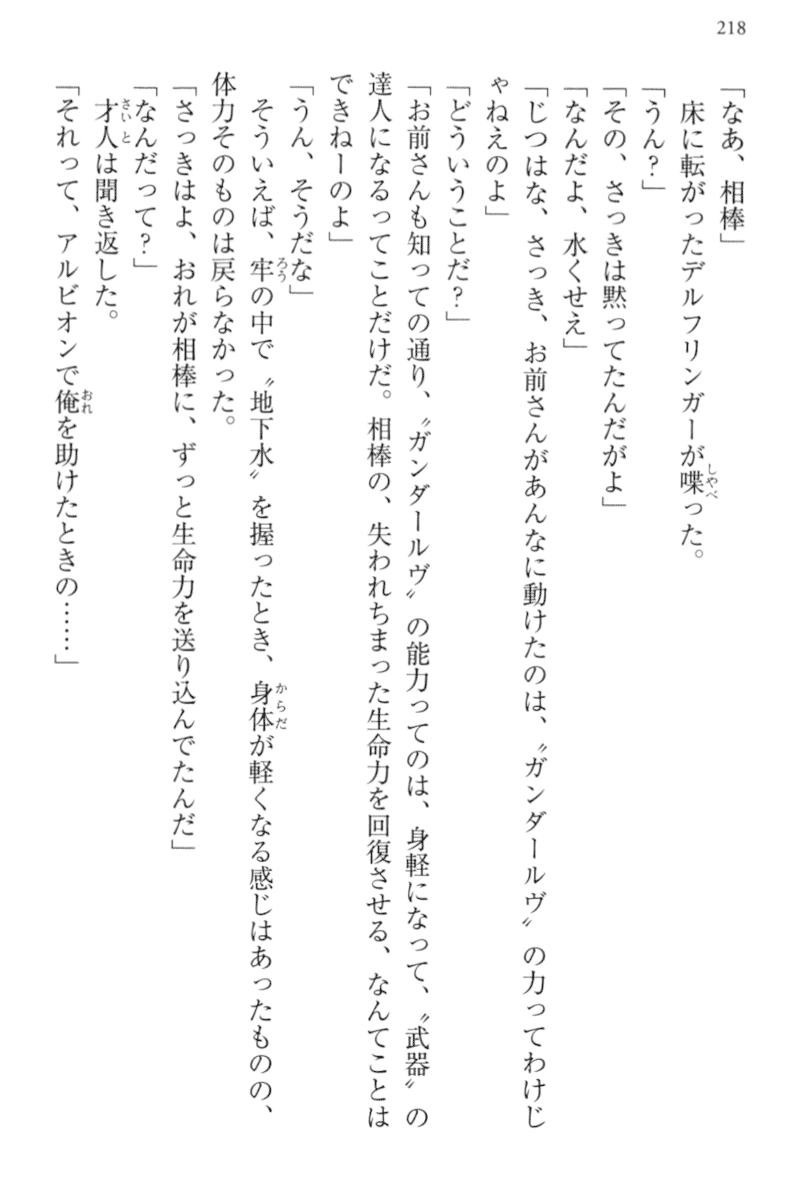 218
「なあ、相棒」
床に転がったデルフリンガーが喋った。
「うん？」
「その、さっきは黙ってたんだがよ」
「なんだよ、水くせえ」
「じつはな、さっき、お前さんがあんなに動けたのは、〝ガンダールヴ〟の力ってわけじ
ゃねえのよ」
「どういうことだ？」
「お前さんも知っての通り、〝ガンダールヴ〟の能力ってのは、身軽になって、〝武器〟の
達人になるってことだけだ。相棒の、失われちまった生命力を回復させる、なんてことは
できねーのよ」
「うん、そうだな」
そういえば、牢の中で〝地下水〟を握ったとき、身体が軽くなる感じはあったものの、
体力そのものは戻らなかった。
「さっきはよ、おれが相棒に、ずっと生命力を送り込んでたんだ」
「なんだって？」
才人は聞き返した。
「それって、アルビオンで俺を助けたときの……」